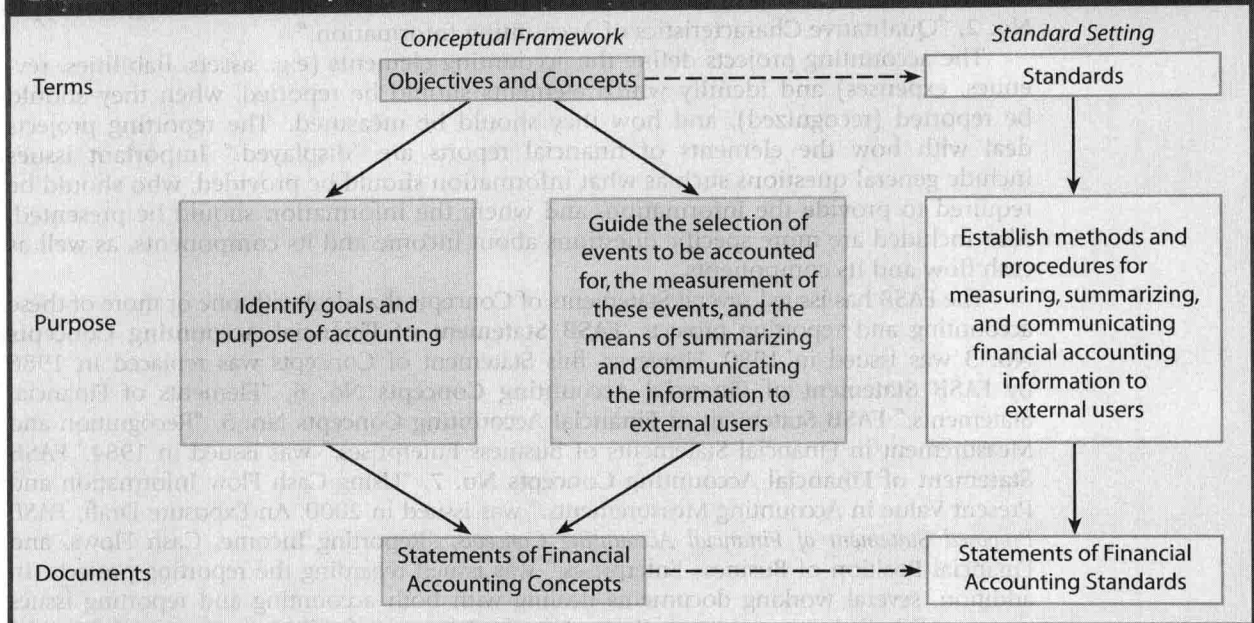 Conceptual Framework
Standard Setting
Terms
Objectives and Concepts
Standards
Purpose
Identify goals and
purpose of accounting
Guide the selection of
events to be accounted
for, the measurement of
these events, and the
means of summarizing
and communicating
the information to
external users
Establish methods and
procedures for
measuring, summarizing,
and communicating
financial accounting
information to
external users
Documents
Statements of Financial
Accounting Concepts
Statements of Financial
Accounting Standards